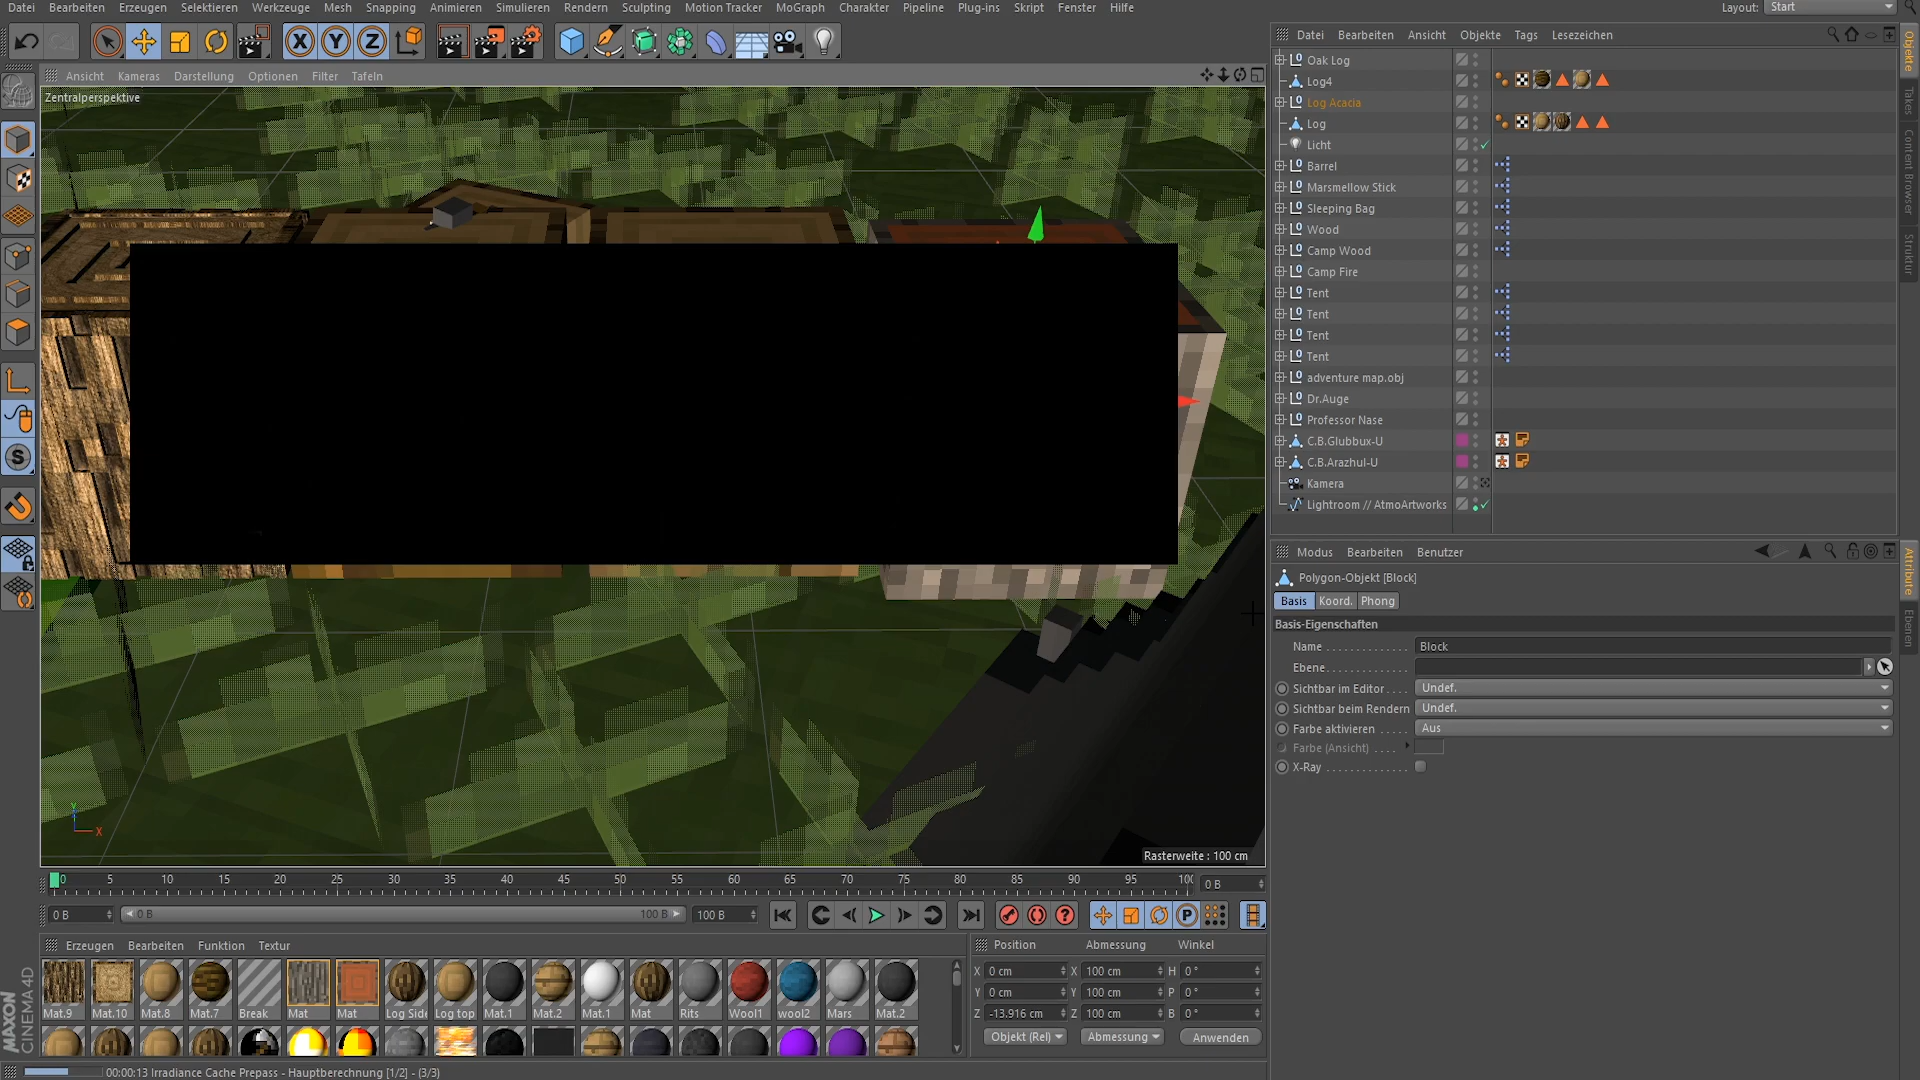 Datei Bearbeiten Erzeugen Selektieren Werkzeuge Mesh Snapping Animieren Simulieren Rendern Sculpting Motion Tracker MoGraph Charakter Pipeline Plug-ins Skript Fenster Hilfe Layout: Start
Ansicht Kameras Darstellung Optionen Filter Tafeln
Zentralperspektive
Rasterweite : 100 cm
Datei Bearbeiten Ansicht Objekte Tags Lesezeichen
Oak Log
Log4
Log Acacia
Log
Licht
Barrel
Marsmellow Stick
Sleeping Bag
Wood
Camp Wood
Camp Fire
Tent
Tent
Tent
Tent
adventure map.obj
Dr.Auge
Professor Nase
C.B.Glubbux-U
C.B.Arazhul-U
Kamera
Lightroom // AtmoArtworks
Objekte
Takes
Content Browser
Struktur
Modus Bearbeiten Benutzer
Polygon-Objekt [Block]
Basis Koord. Phong
Basis-Eigenschaften
Name Block
Ebene
Sichtbar im Editor Undef.
Sichtbar beim Rendern Undef.
Farbe aktivieren Aus
Farbe (Ansicht)
X-Ray
Attribute
Ebenen
0 5 10 15 20 25 30 35 40 45 50 55 60 65 70 75 80 85 90 95 100 0 B
0 B 0 B 100 B 100 B
Erzeugen Bearbeiten Funktion Textur
Mat.9 Mat.10 Mat.8 Mat.7 Break Mat Mat Log Side Log top Mat.1 Mat.2 Mat.1 Mat Rits Wool1 wool2 Mars Mat.2
Position Abmessung Winkel
X 0 cm X 100 cm H 0 °
Y 0 cm Y 100 cm P 0 °
Z -13.916 cm Z 100 cm B 0 °
Objekt (Rel) Abmessung Anwenden
MAXON
CINEMA 4D
00:00:13 Irradiance Cache Prepass - Hauptberechnung [1/2] - (3/3)